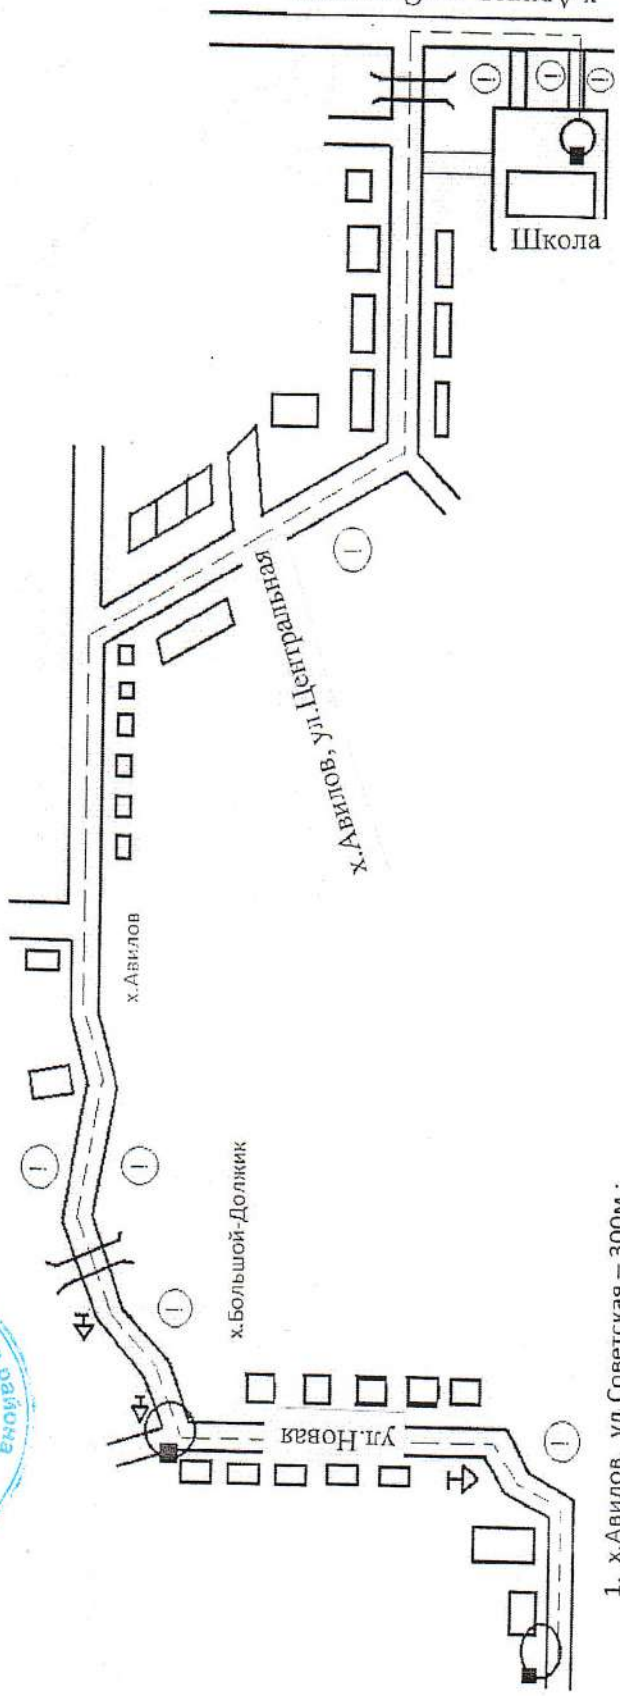 Школа
х.Авилов, ул.Центральная
х.Авилов
х.Большой-Должик
ул.Новая
района
1. х.Авилов ул Советская – 300м ;